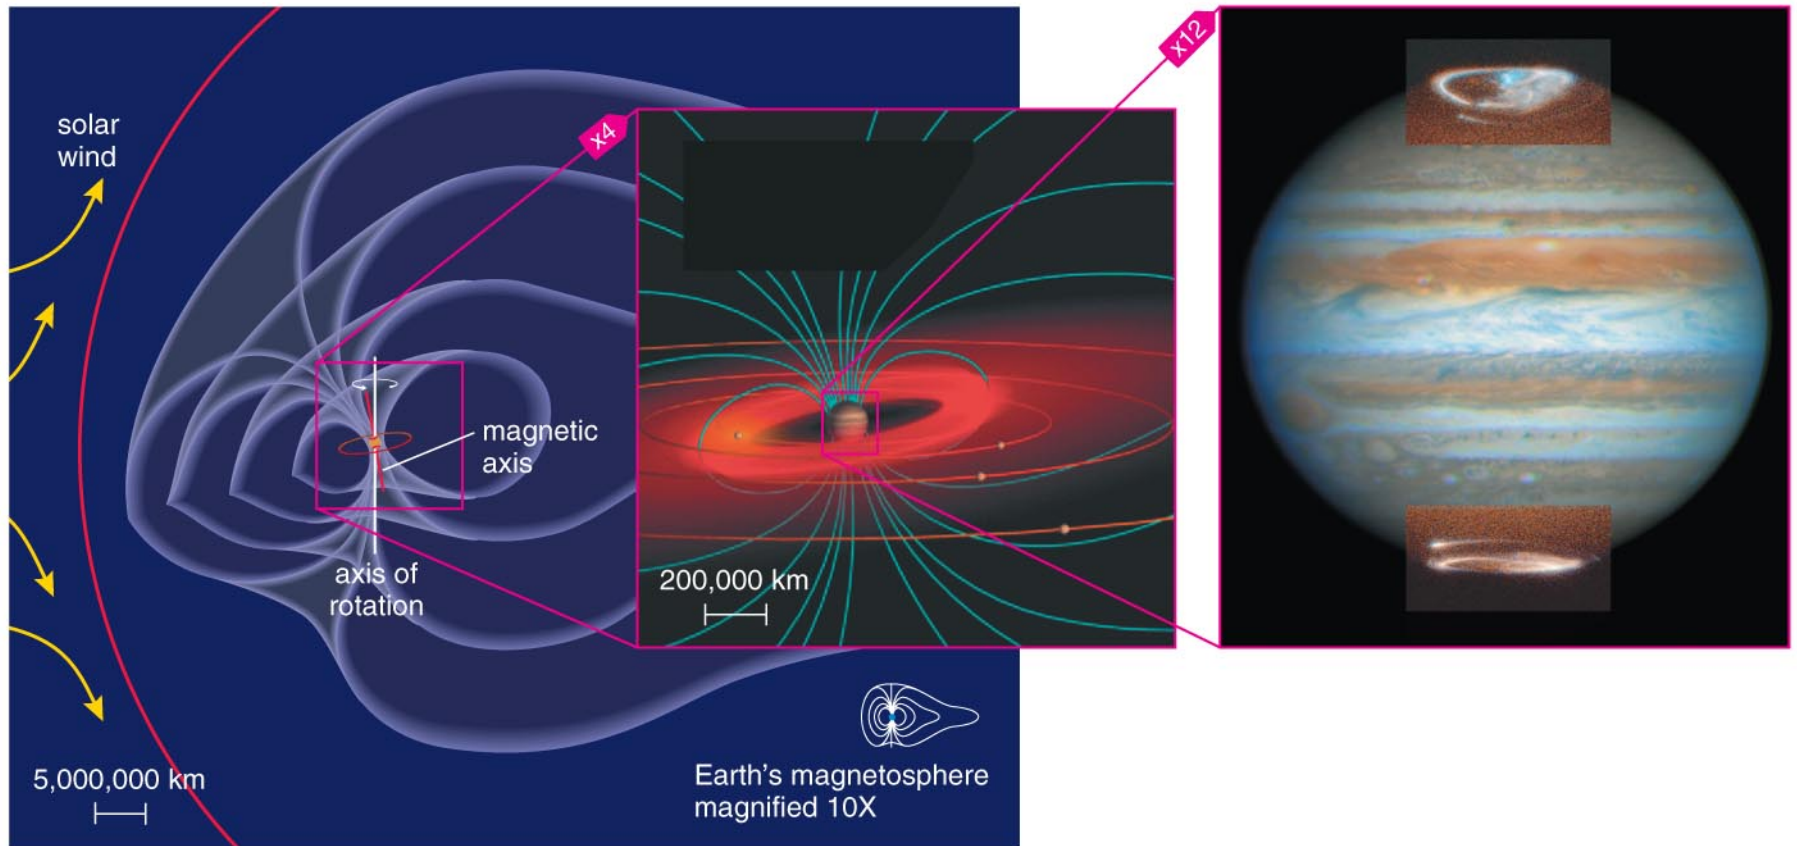 solar
wind
x4
x12
magnetic
axis
axis of
rotation
200,000 km
5,000,000 km
Earth's magnetosphere
magnified 10X